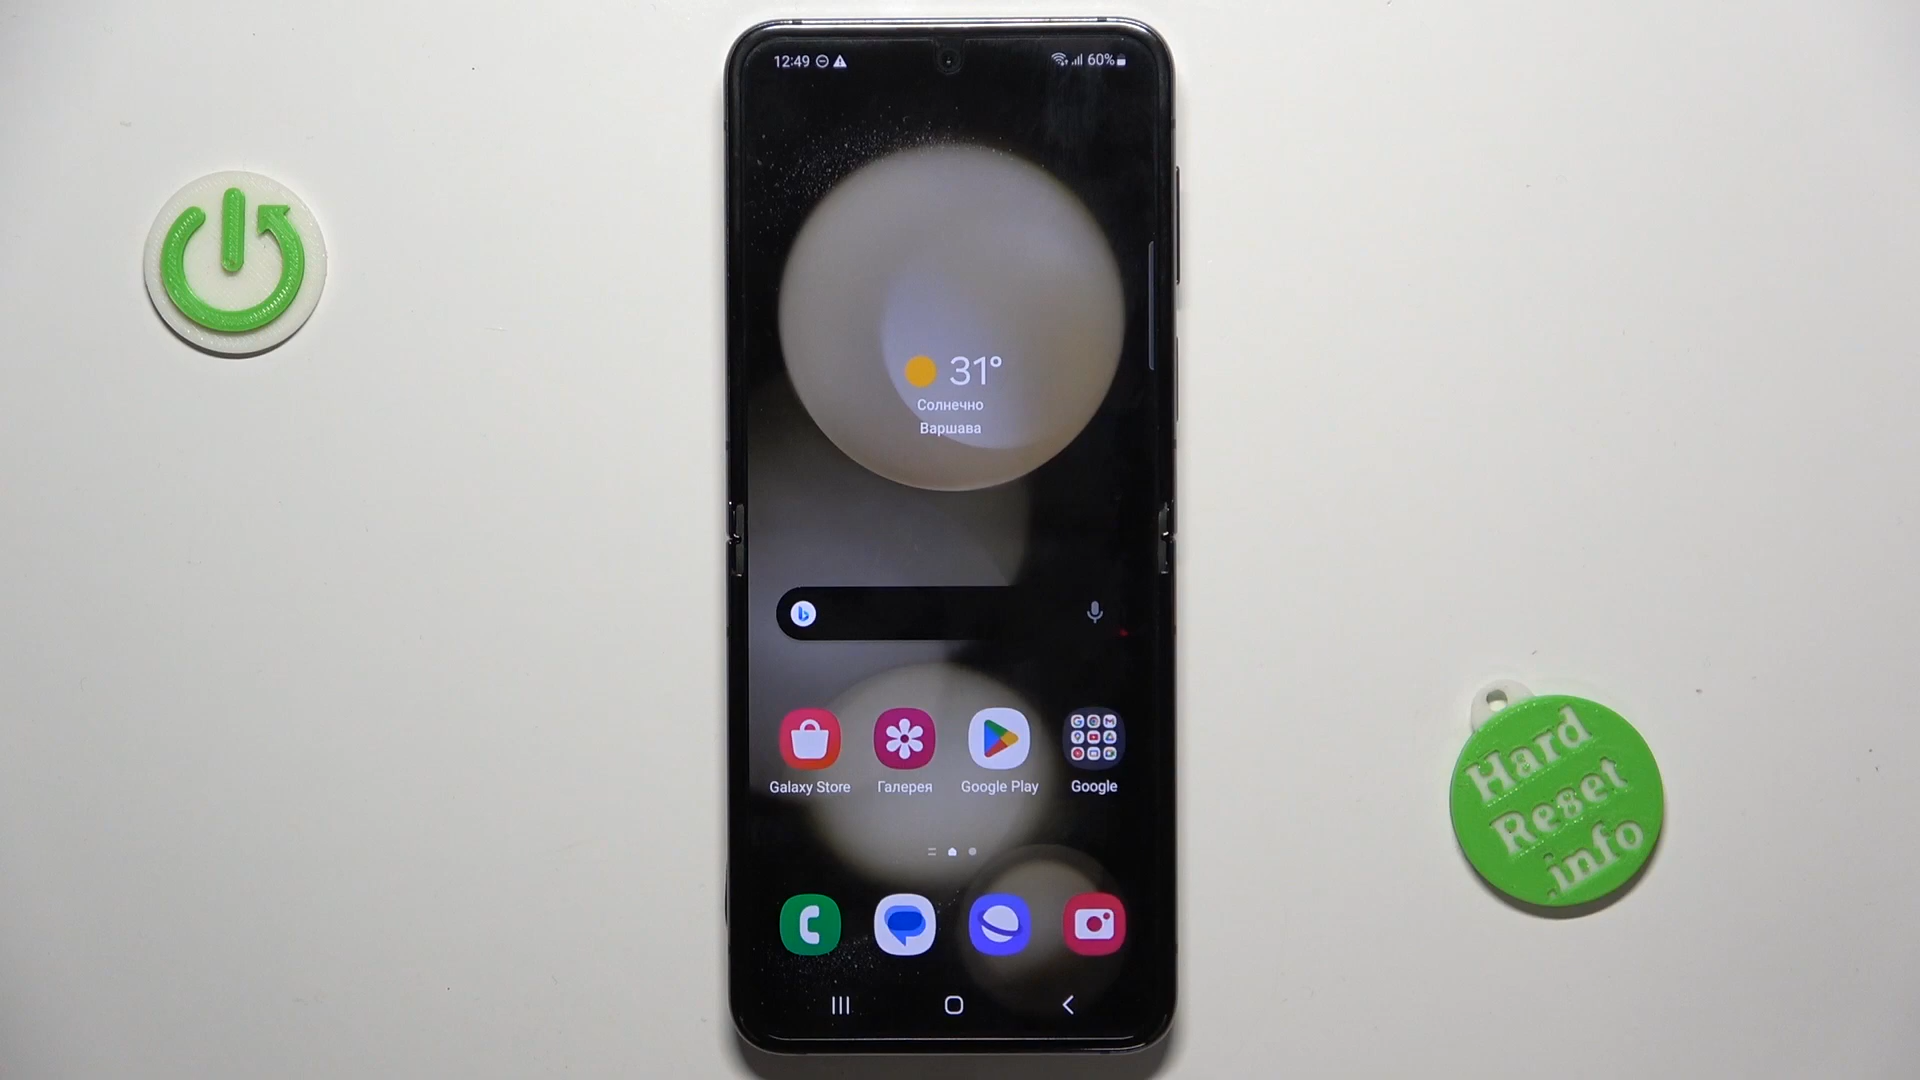 12:49
60%
31°
Солнечно
Варшава
Galaxy Store
Галерея
Google Play
Google
Hard
Reset
.info